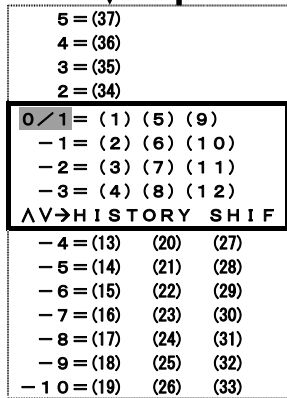 5＝(37)
4＝(36)
3＝(35)
2＝(34)
0／1＝ (1) (5) (9)
－1＝ (2) (6) (10)
－2＝ (3) (7) (11)
－3＝ (4) (8) (12)
∧∨→HISTORY SHIF
－4＝(13) (20) (27)
－5＝(14) (21) (28)
－6＝(15) (22) (29)
－7＝(16) (23) (30)
－8＝(17) (24) (31)
－9＝(18) (25) (32)
－10＝(19) (26) (33)